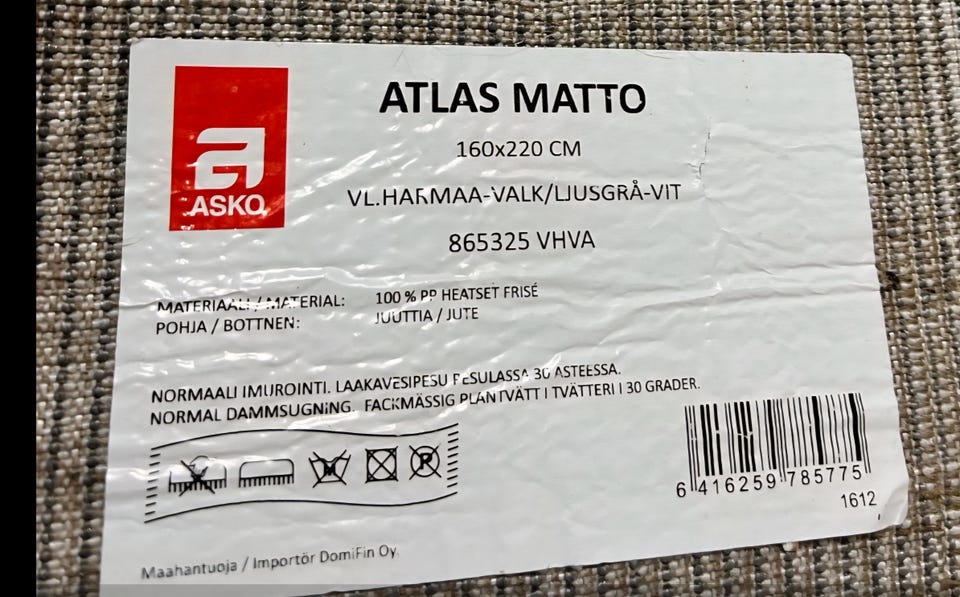 ATLAS MATTO
160x220 CM
ASKO
VL.HARMAA-VALK/LJUSGRÅ-VIT
865325 VHVA
MATERIAALI / MATERIAL: 100 % PP HEATSET FRISÉ
POHJA / BOTTNEN: JUUTTIA / JUTE
NORMAALI IMUROINTI. LAAKAVESIPESU PESULASSA 30 ASTEESSA.
NORMAL DAMMSUGNING. FACKMÄSSIG PLANTVÄTT I TVÄTTERI I 30 GRADER.
P
6 416259 785775
1612
Maahantuoja / Importör DomiFin Oy